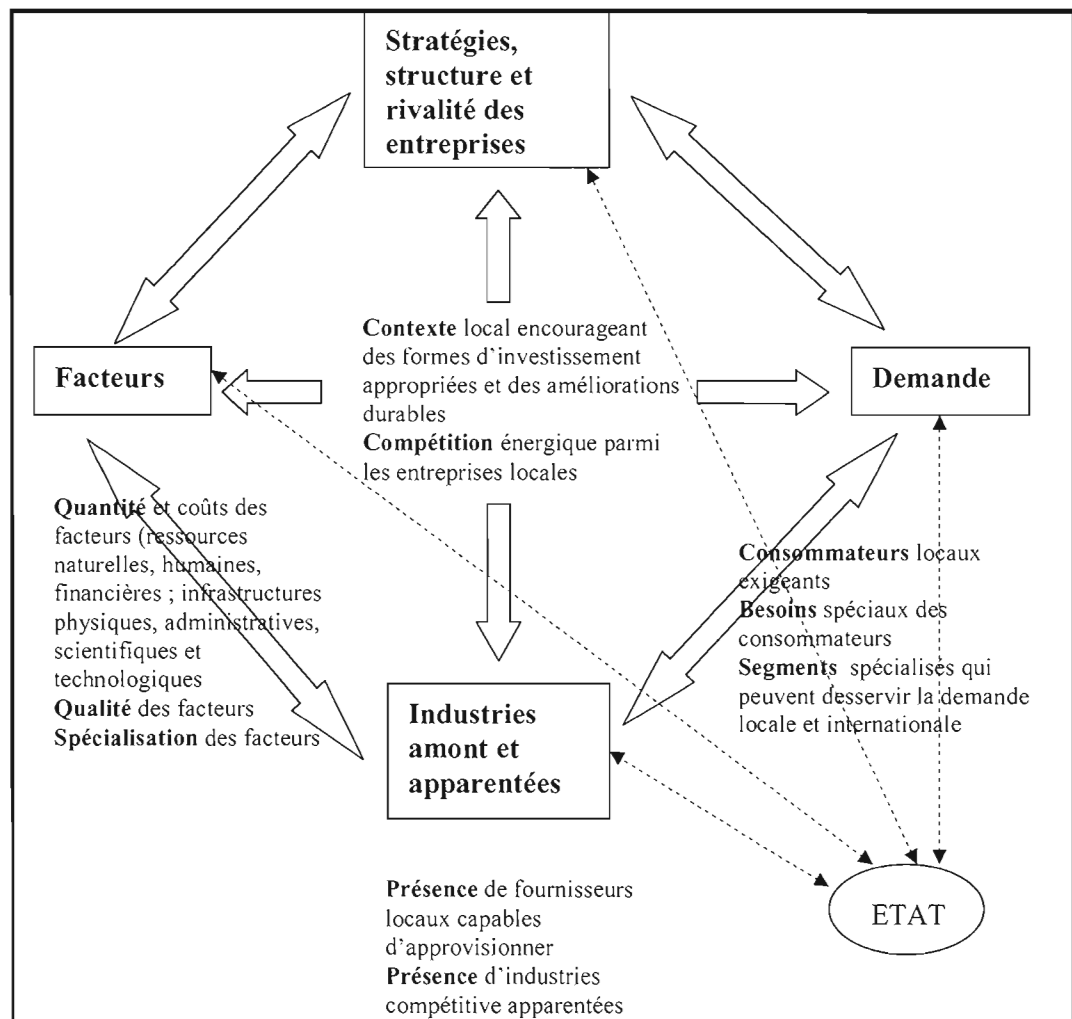 Stratégies,
structure et
rivalité des
entreprises
Contexte local encourageant
des formes d'investissement
appropriées et des améliorations
durables
Compétition énergique parmi
les entreprises locales
Facteurs
Demande
Quantité et coûts des
facteurs (ressources
naturelles, humaines,
financières ; infrastructures
physiques, administratives,
scientifiques et
technologiques
Qualité des facteurs
Spécialisation des facteurs
Consommateurs locaux
exigeants
Besoins spéciaux des
consommateurs
Segments spécialisés qui
peuvent desservir la demande
locale et internationale
Industries
amont et
apparentées
Présence de fournisseurs
locaux capables
d'approvisionner
Présence d'industries
compétitive apparentées
ETAT